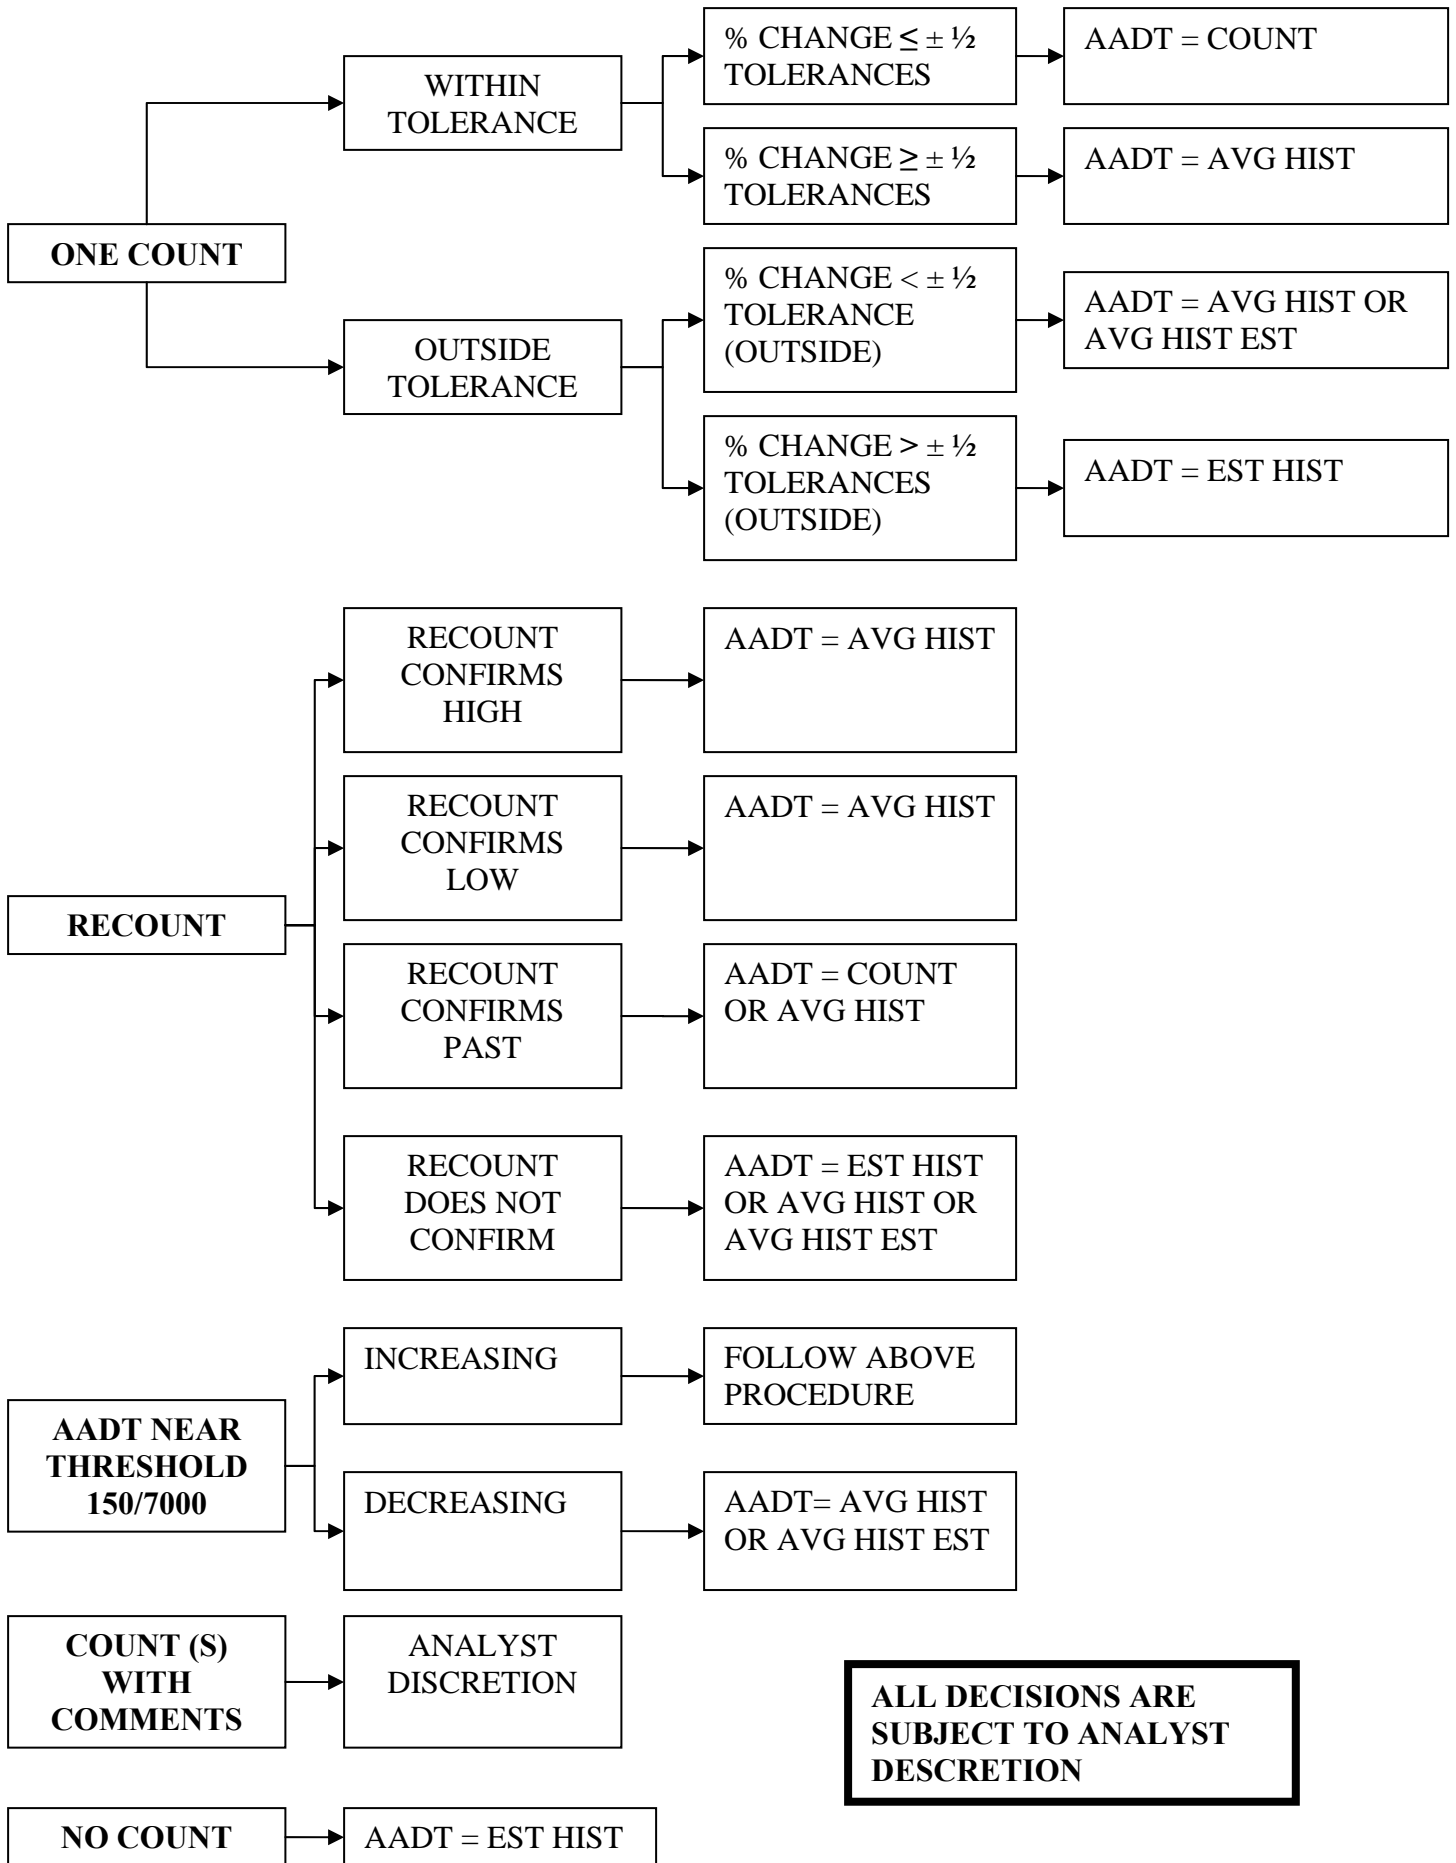 % CHANGE ≤ ± ½
TOLERANCES
AADT = COUNT
WITHIN
TOLERANCE
% CHANGE ≥ ± ½
TOLERANCES
AADT = AVG HIST
ONE COUNT
% CHANGE < ± ½
TOLERANCE
(OUTSIDE)
AADT = AVG HIST OR
AVG HIST EST
OUTSIDE
TOLERANCE
% CHANGE > ± ½
TOLERANCES
(OUTSIDE)
AADT = EST HIST
RECOUNT
CONFIRMS
HIGH
AADT = AVG HIST
RECOUNT
CONFIRMS
LOW
AADT = AVG HIST
RECOUNT
RECOUNT
CONFIRMS
PAST
AADT = COUNT
OR AVG HIST
RECOUNT
DOES NOT
CONFIRM
AADT = EST HIST
OR AVG HIST OR
AVG HIST EST
INCREASING
FOLLOW ABOVE
PROCEDURE
AADT NEAR
THRESHOLD
150/7000
DECREASING
AADT= AVG HIST
OR AVG HIST EST
COUNT (S)
WITH
COMMENTS
ANALYST
DISCRETION
ALL DECISIONS ARE
SUBJECT TO ANALYST
DESCRETION
NO COUNT
AADT = EST HIST